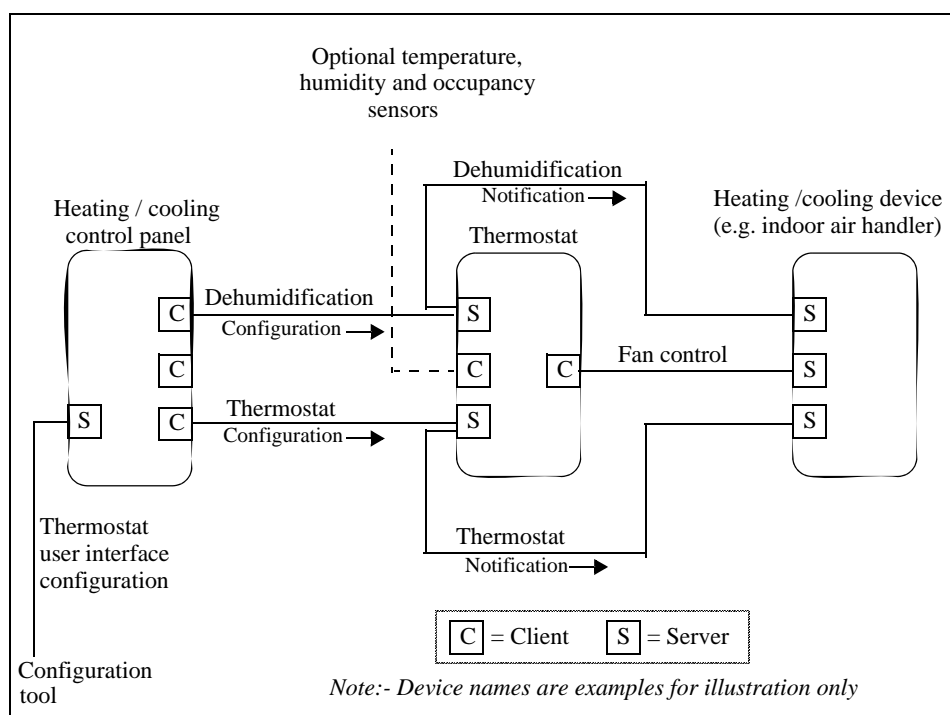 Optional temperature,
humidity and occupancy
sensors
Dehumidification
Notification
Heating / cooling
control panel
Thermostat
Heating /cooling device
(e.g. indoor air handler)
C
Dehumidification
Configuration
S
S
C
C
C
Fan control
S
S
C
Thermostat
Configuration
S
S
Thermostat
user interface
configuration
Thermostat
Notification
C = Client S = Server
Configuration
tool
Note:- Device names are examples for illustration only